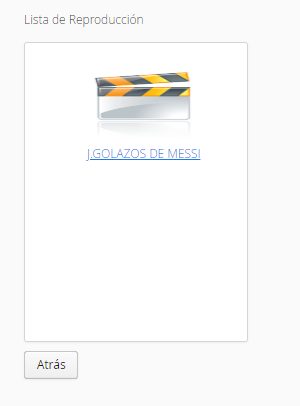 Lista de Reproducción
J.GOLAZOS DE MESSI
Atrás